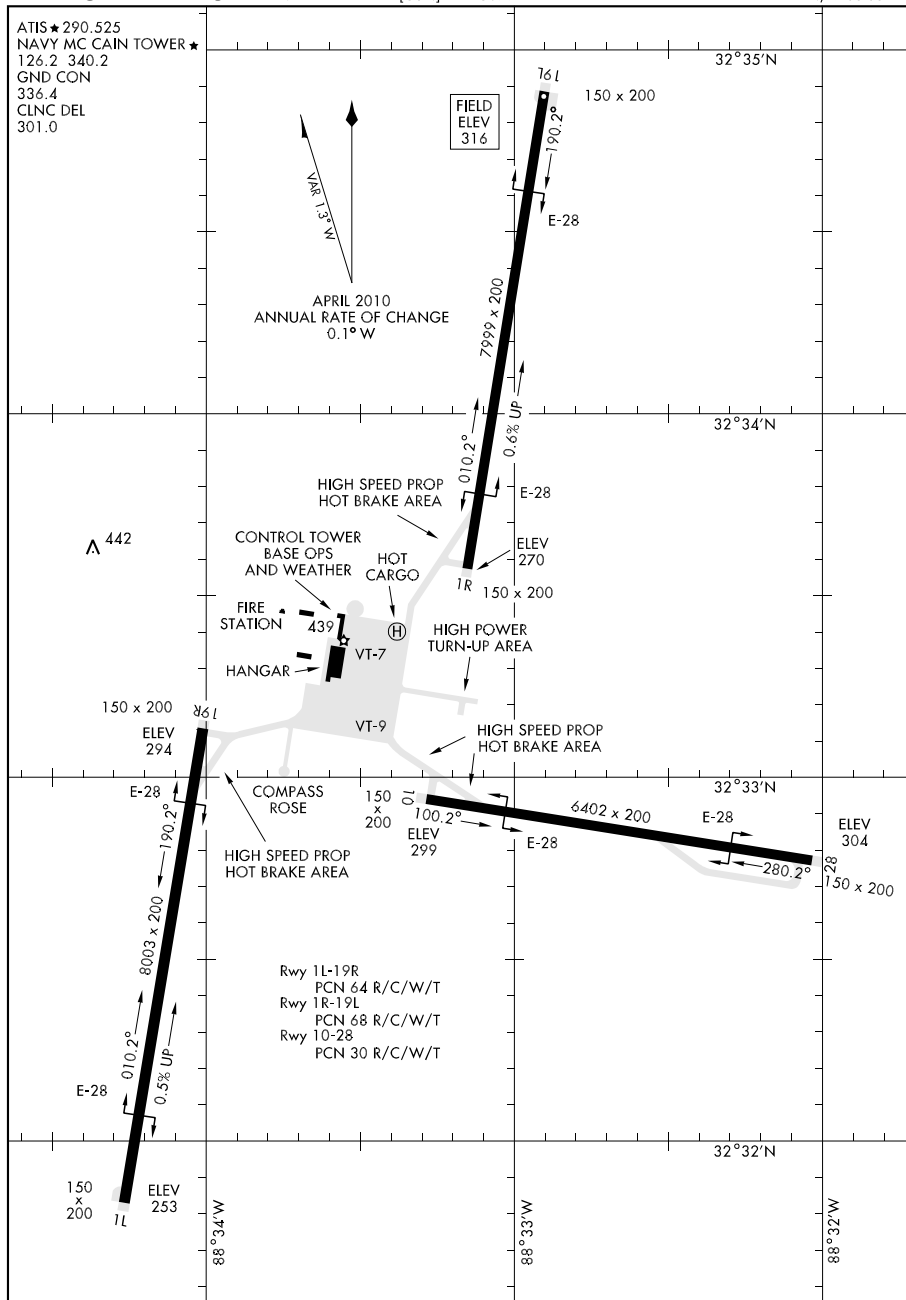 ATIS ★ 290.525
NAVY MC CAIN TOWER ★
126.2 340.2
GND CON
336.4
CLNC DEL
301.0
32°35'N
19L
150 x 200
FIELD
ELEV
316
190.2°
VAR 1.3° W
E-28
APRIL 2010
ANNUAL RATE OF CHANGE
0.1° W
7999 x 200
0.6% UP
010.2°
32°34'N
HIGH SPEED PROP
HOT BRAKE AREA
E-28
442
CONTROL TOWER
BASE OPS
AND WEATHER
HOT
CARGO
ELEV
270
1R
150 x 200
FIRE
STATION
439
H
HIGH POWER
TURN-UP AREA
VT-7
HANGAR
150 x 200
19R
VT-9
ELEV
294
HIGH SPEED PROP
HOT BRAKE AREA
32°33'N
E-28
COMPASS
ROSE
150
x
200
10
6402 x 200
E-28
ELEV
304
100.2°
E-28
ELEV
299
190.2°
HIGH SPEED PROP
HOT BRAKE AREA
280.2°
28
150 x 200
8003 x 200
Rwy 1L-19R
PCN 64 R/C/W/T
Rwy 1R-19L
PCN 68 R/C/W/T
Rwy 10-28
PCN 30 R/C/W/T
010.2°
0.5% UP
E-28
32°32'N
150
x
200
ELEV
253
1L
88°34'W
88°33'W
88°32'W